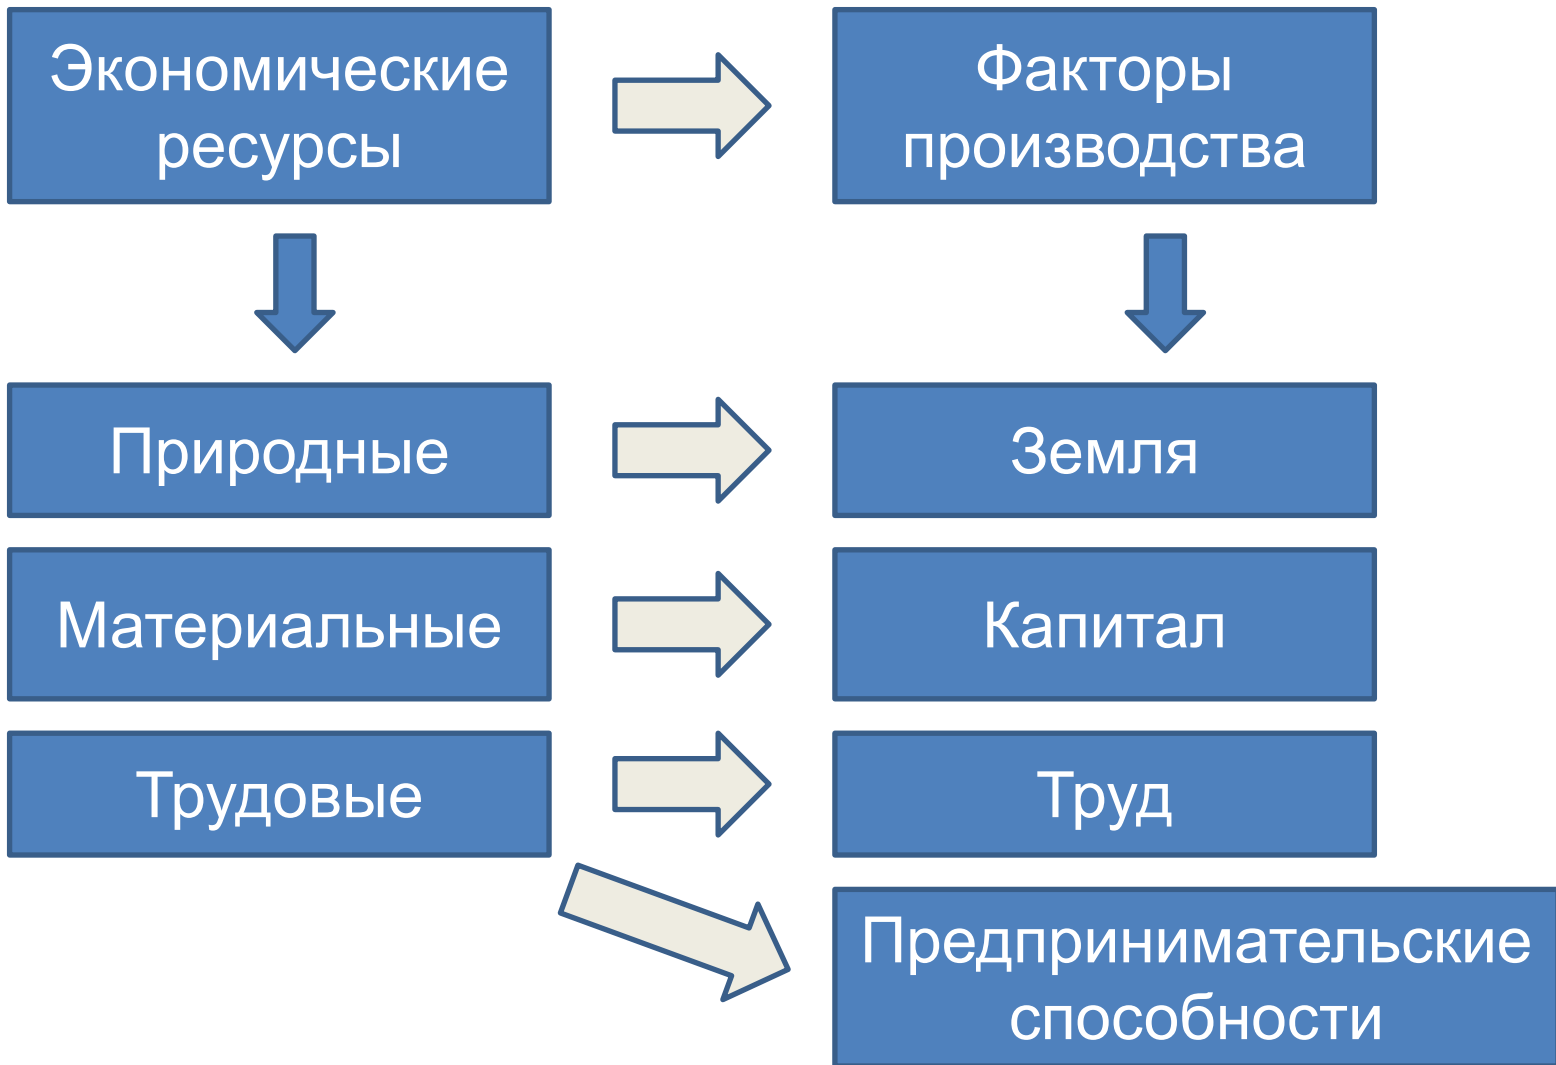 Экономические
ресурсы
Факторы
производства
Природные
Земля
Материальные
Капитал
Трудовые
Труд
Предпринимательские
способности